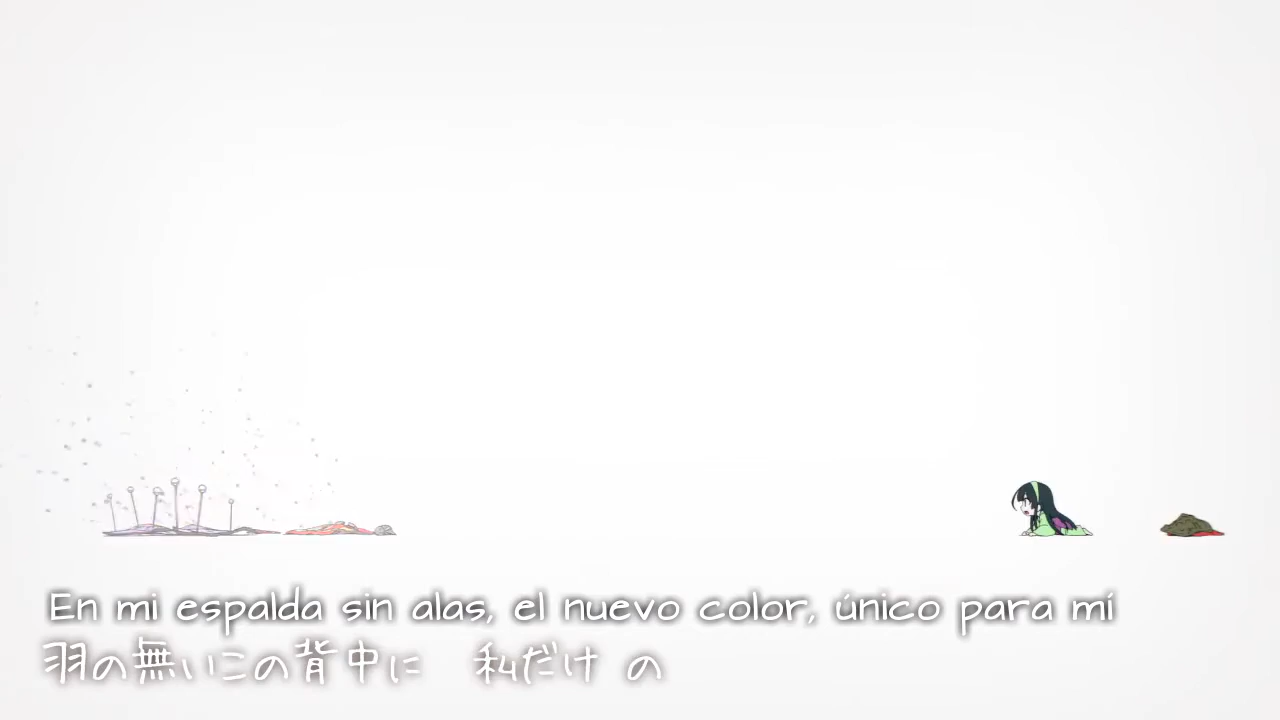 En mi espalda sin alas, el nuevo color, único para mí
羽の無いこの背中に　私だけ の